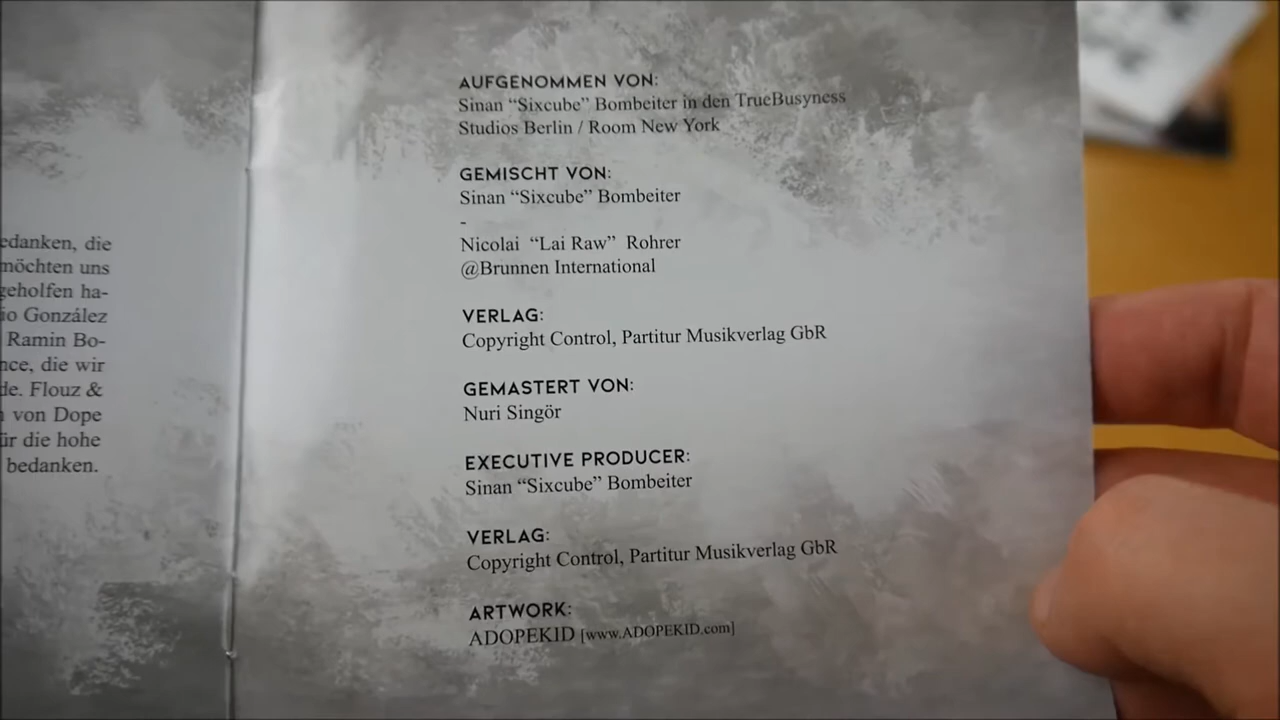 edanken, die
möchten uns
geholfen ha-
io González
Ramin Bo-
nce, die wir
de. Flouz &
von Dope
ür die hohe
bedanken.
AUFGENOMMEN VON:
Sinan “Sixcube” Bombeiter in den TrueBusyness
Studios Berlin / Room New York
GEMISCHT VON:
Sinan “Sixcube” Bombeiter
-
Nicolai “Lai Raw” Rohrer
@Brunnen International
VERLAG:
Copyright Control, Partitur Musikverlag GbR
GEMASTERT VON:
Nuri Singör
EXECUTIVE PRODUCER:
Sinan “Sixcube” Bombeiter
VERLAG:
Copyright Control, Partitur Musikverlag GbR
ARTWORK:
ADOPEKID [www.ADOPEKID.com]